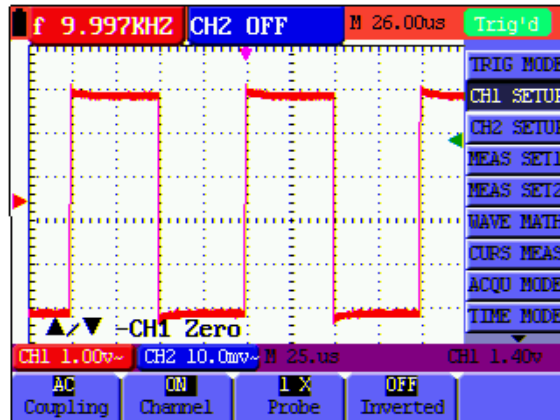 f 9.997KHZ CH2 OFF M 26.00us Trig'd
TRIG MODE
CH1 SETUP
CH2 SETUP
MEAS SET1
MEAS SET2
WAVE MATH
CURS MEAS
ACQU MODE
TIME MODE
▲/▼ -CH1 Zero
CH1 1.00v~ CH2 10.0mv~ M 25.us CH1 1.40v
AC ON 1 X OFF
Coupling Channel Probe Inverted